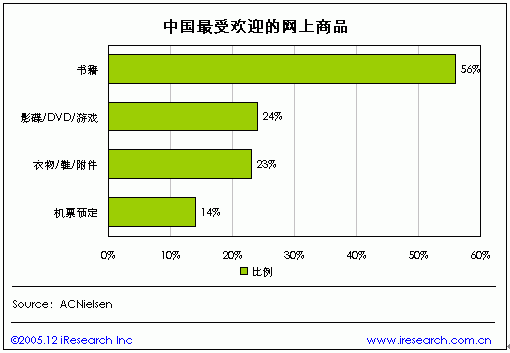 中国最受欢迎的网上商品
书籍 56%
影碟/DVD/游戏 24%
衣物/鞋/附件 23%
机票预定 14%
0% 10% 20% 30% 40% 50% 60%
比例
Source: ACNielsen
©2005.12 iResearch Inc www.iresearch.com.cn